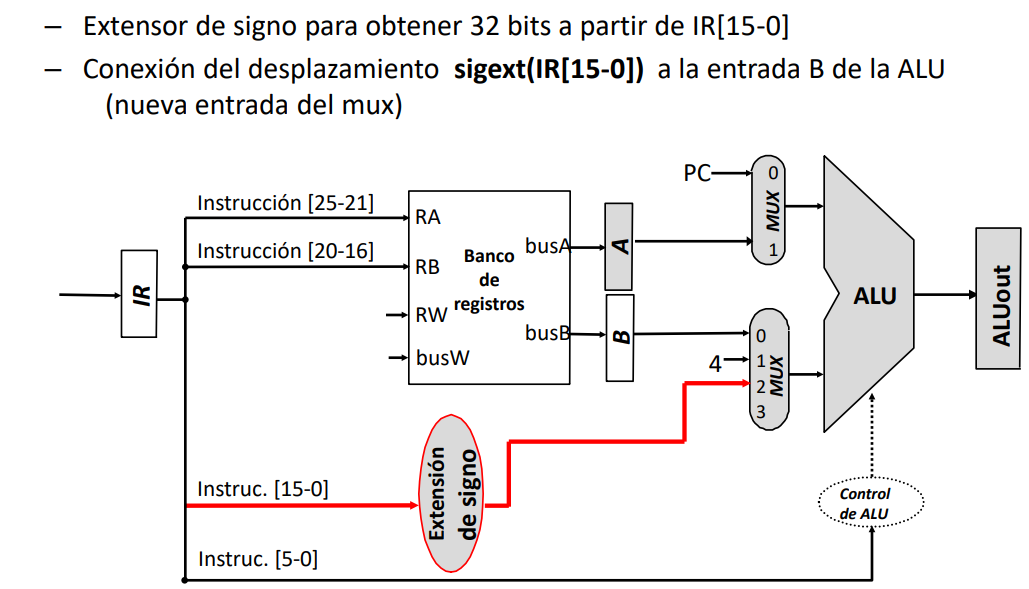 – Extensor de signo para obtener 32 bits a partir de IR[15-0]
– Conexión del desplazamiento sigext(IR[15-0]) a la entrada B de la ALU
(nueva entrada del mux)
PC
0
MUX
1
Instrucción [25-21]
RA
Instrucción [20-16]
RB
RW
busW
Banco
de
registros
busA
busB
IR
A
B
ALU
ALUout
0
4
1
2
3
MUX
Instruc. [15-0]
Extensión
de signo
Control
de ALU
Instruc. [5-0]